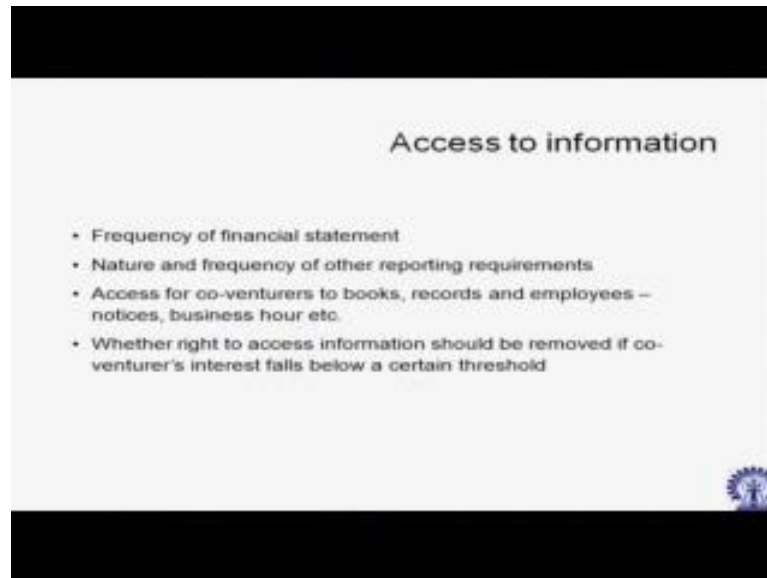 Access to information
• Frequency of financial statement
• Nature and frequency of other reporting requirements
• Access for co-venturers to books, records and employees –
notices, business hour etc.
• Whether right to access information should be removed if co-
venturer's interest falls below a certain threshold